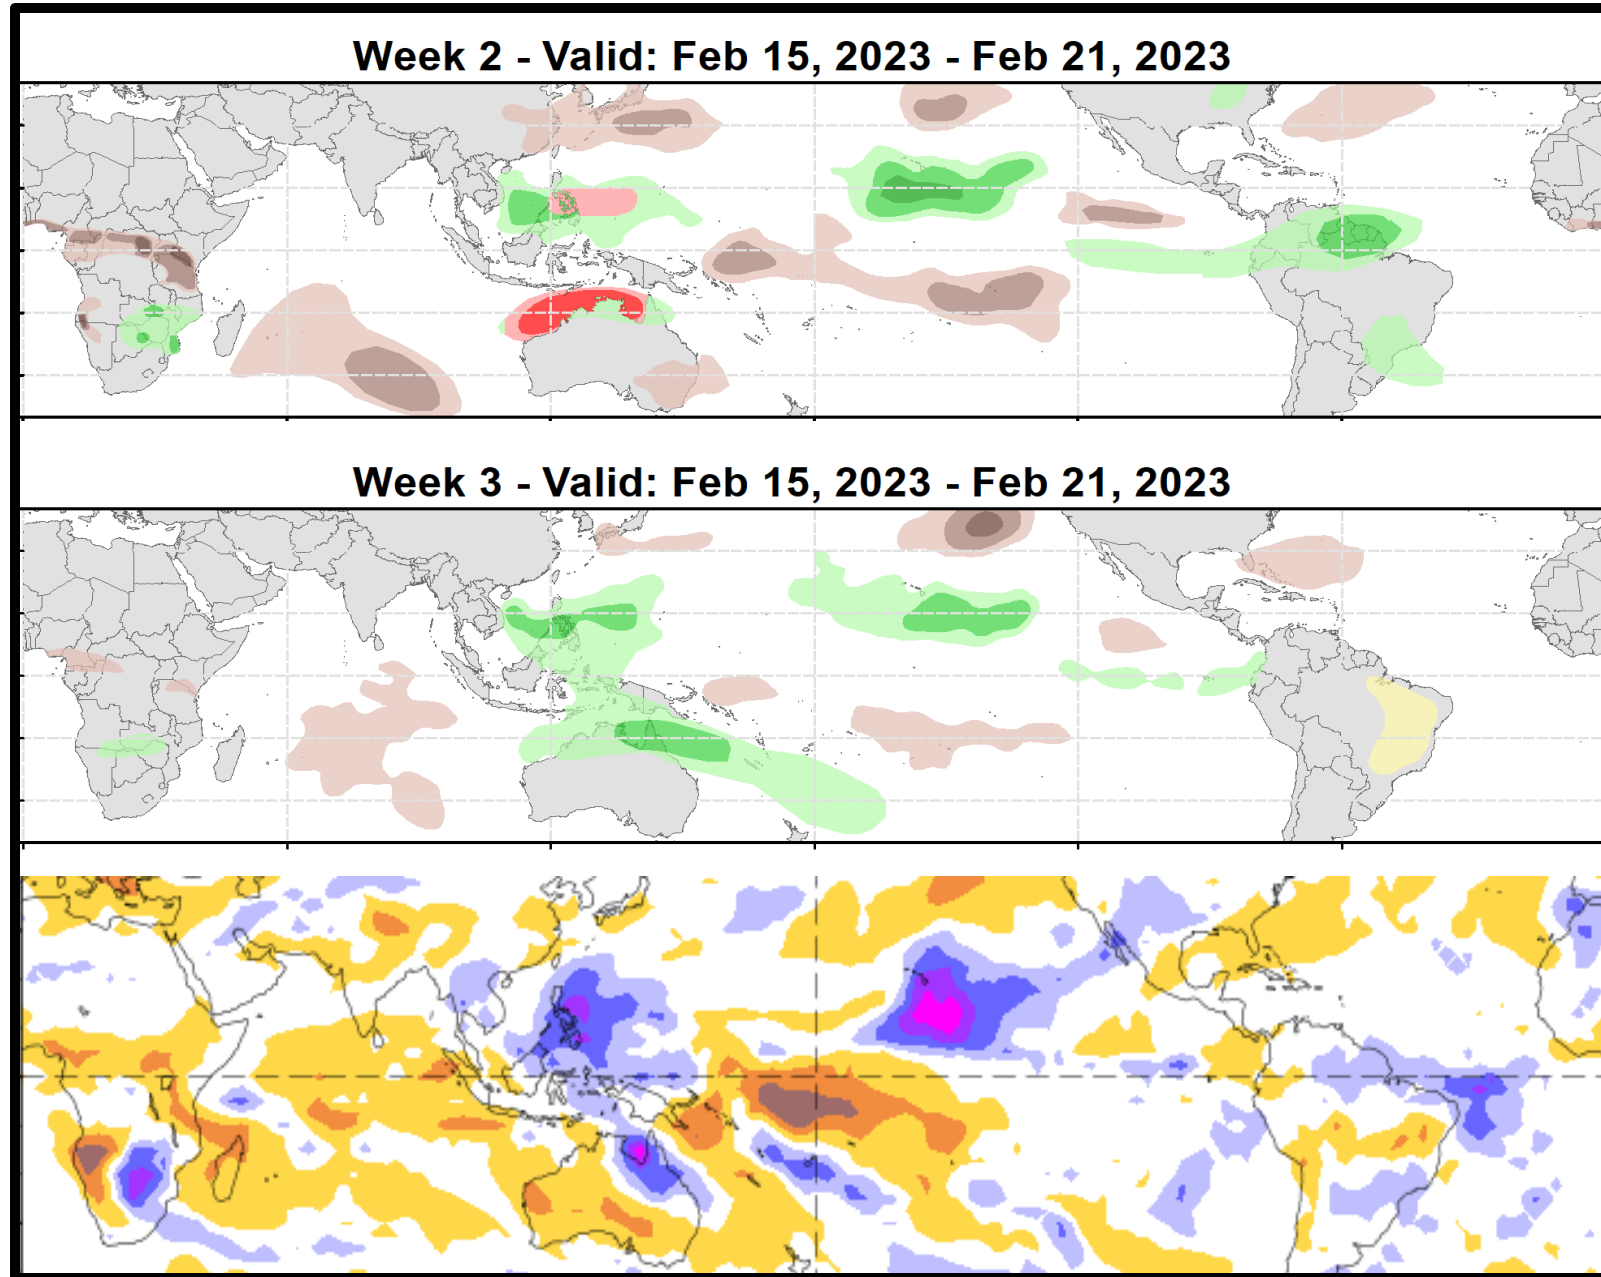 Week 2 - Valid: Feb 15, 2023 - Feb 21, 2023
Week 3 - Valid: Feb 15, 2023 - Feb 21, 2023